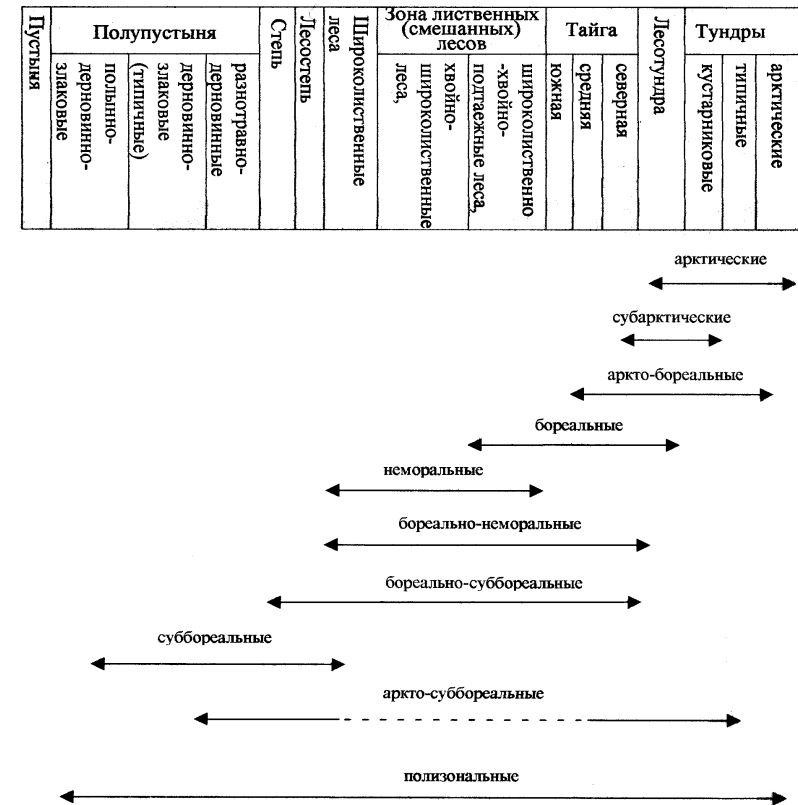 Пустыня
Полупустыня
полынно-
дерновинно-
злаковые
дерновинно-
злаковые
(типичные)
разнотравно-
дерновинные
Степь
Лесостепь
Широколиственные
леса
Зона лиственных
(смешанных)
лесов
хвойно-
широколиственные
леса,
широколиственно
-хвойно-
подтаежные леса,
Тайга
южная
средняя
северная
Лесотундра
Тундры
кустарниковые
типичные
арктические
арктические
субарктические
аркто-бореальные
бореальные
неморальные
бореально-неморальные
бореально-суббореальные
суббореальные
аркто-суббореальные
полизональные